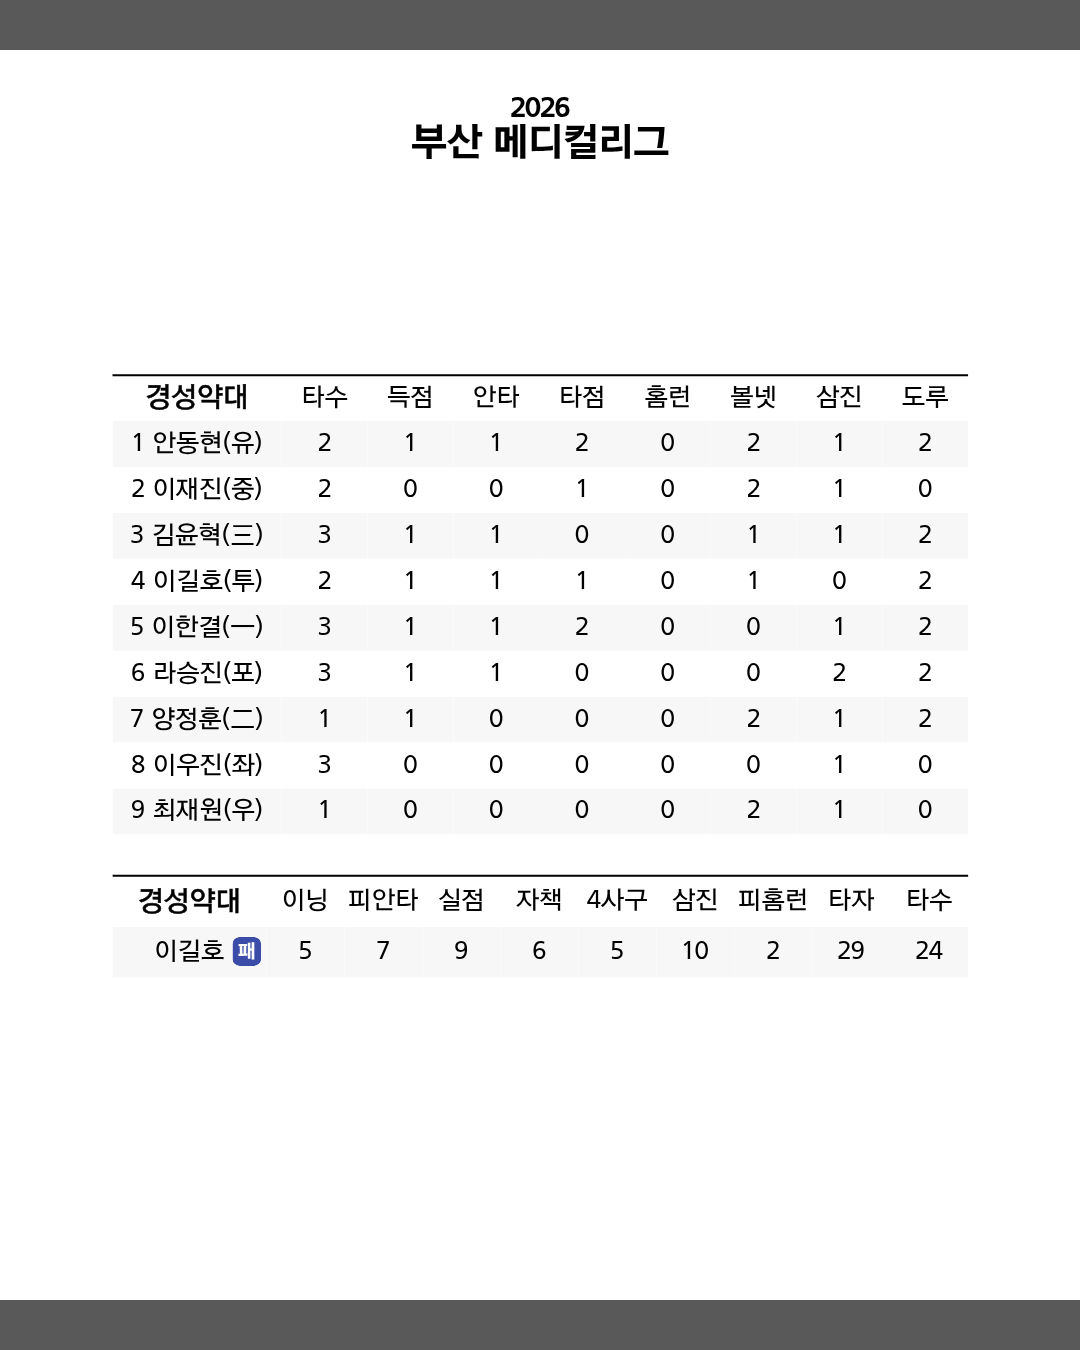 2026
부산 메디컬리그
경성약대 타수 득점 안타 타점 홈런 볼넷 삼진 도루
1 안동현(유) 2 1 1 2 0 2 1 2
2 이재진(중) 2 0 0 1 0 2 1 0
3 김윤혁(三) 3 1 1 0 0 1 1 2
4 이길호(투) 2 1 1 1 0 1 0 2
5 이한결(一) 3 1 1 2 0 0 1 2
6 라승진(포) 3 1 1 0 0 0 2 2
7 양정훈(二) 1 1 0 0 0 2 1 2
8 이우진(좌) 3 0 0 0 0 0 1 0
9 최재원(우) 1 0 0 0 0 2 1 0
경성약대 이닝 피안타 실점 자책 4사구 삼진 피홈런 타자 타수
이길호 패 5 7 9 6 5 10 2 29 24